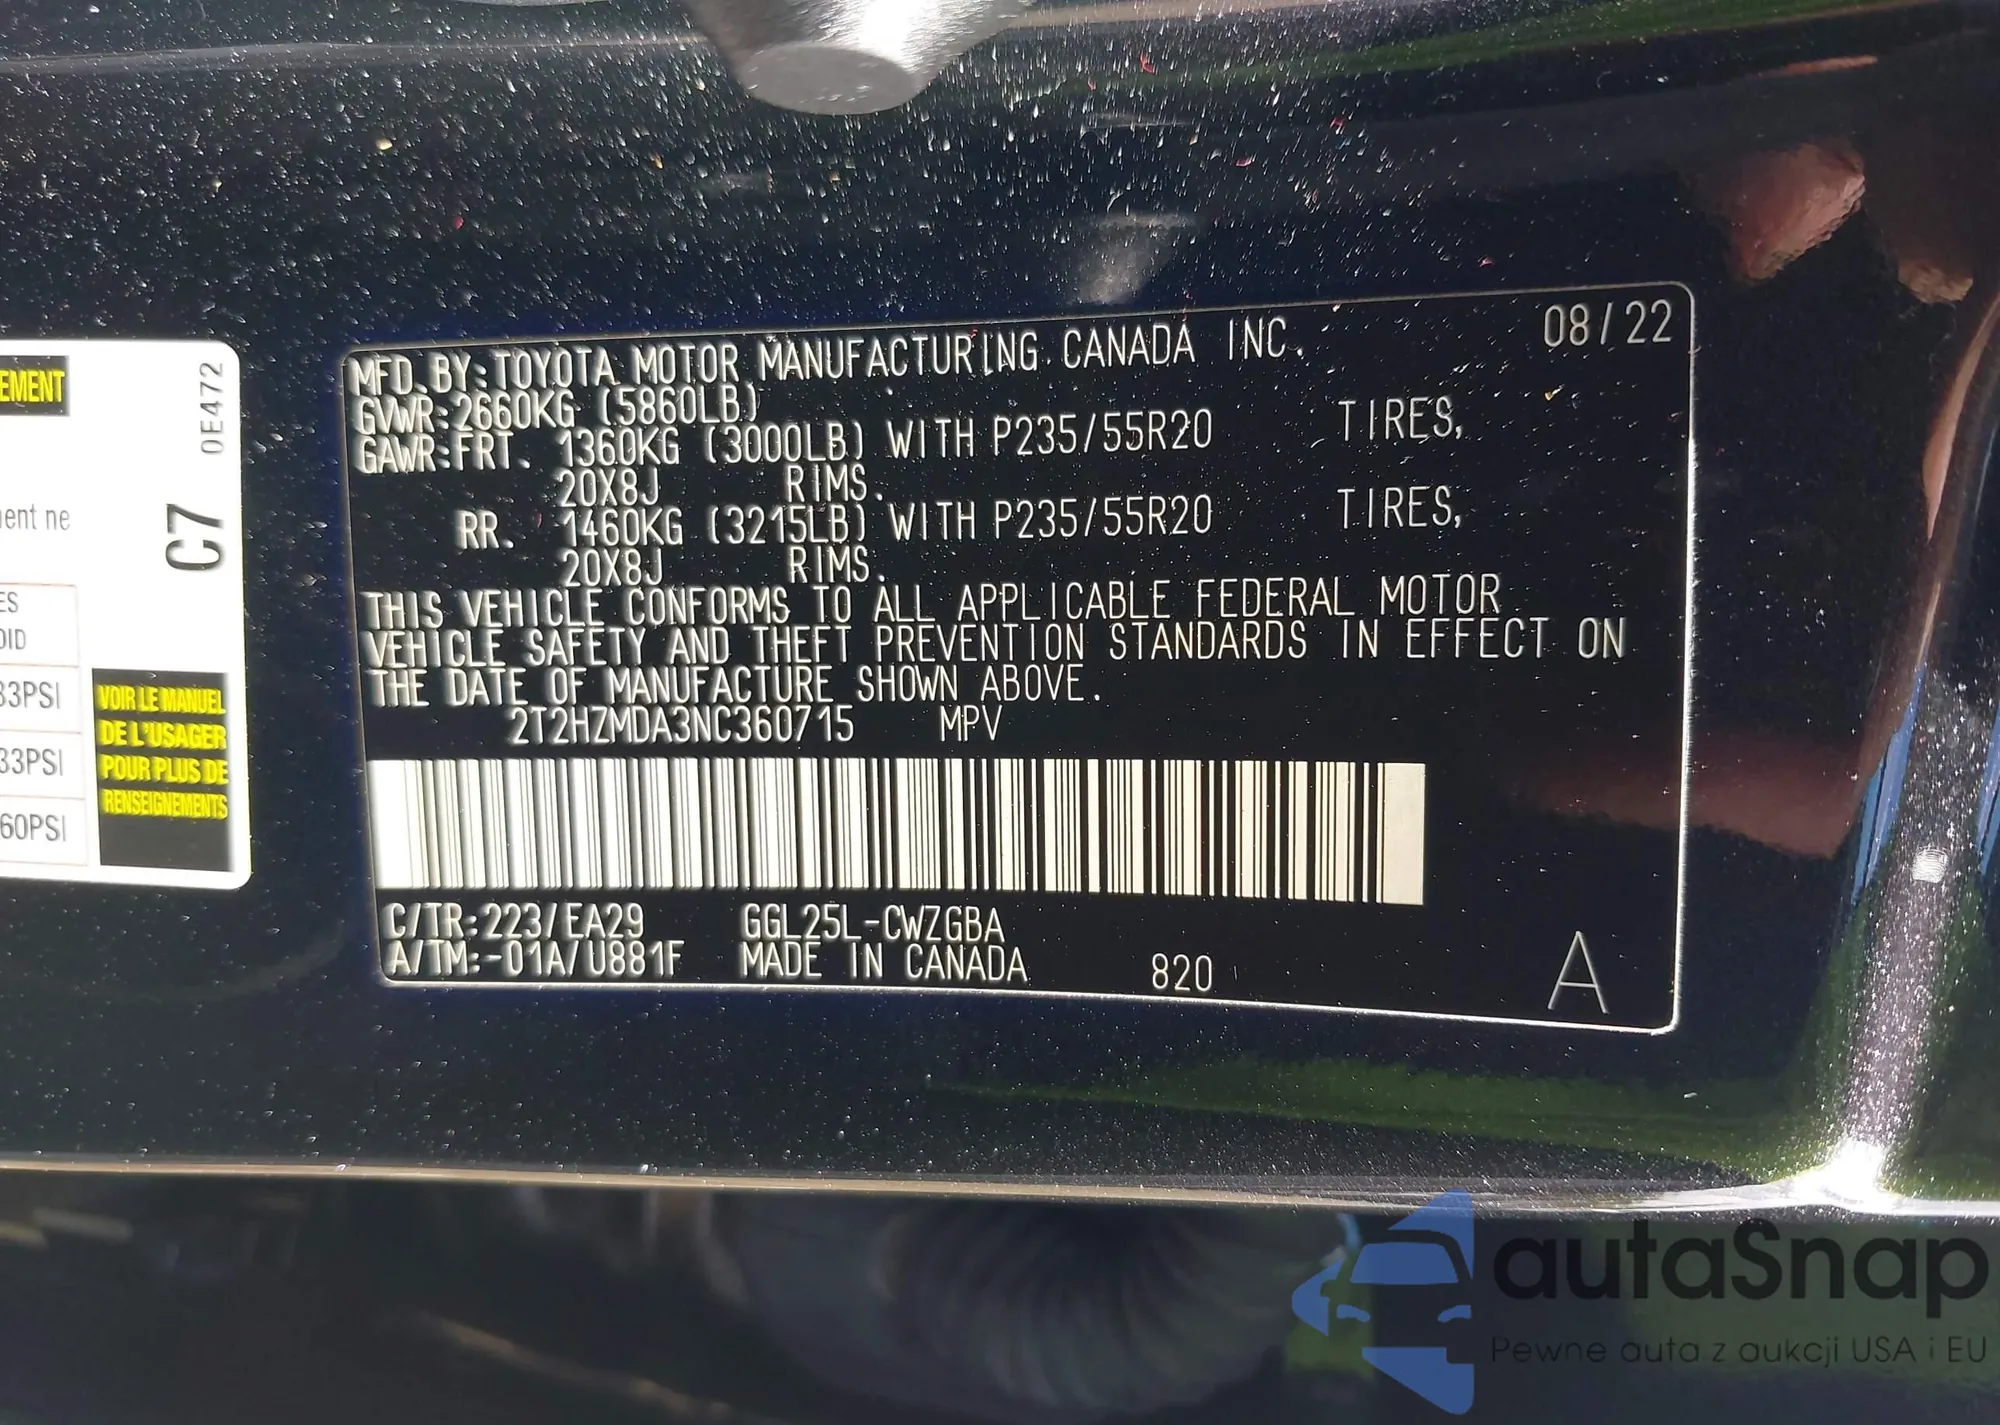 EMENT
0E472
C7
ent ne
ES
OID
33PSI
33PSI
60PSI
VOIR LE MANUEL
DE L'USAGER
POUR PLUS DE
RENSEIGNEMENTS
MFD. BY: TOYOTA MOTOR MANUFACTURING CANADA INC. 08/22
GVWR: 2660KG (5860LB)
GAWR: FRT. 1360KG (3000LB) WITH P235/55R20 TIRES,
20X8J RIMS.
RR. 1460KG (3215LB) WITH P235/55R20 TIRES,
20X8J RIMS.
THIS VEHICLE CONFORMS TO ALL APPLICABLE FEDERAL MOTOR
VEHICLE SAFETY AND THEFT PREVENTION STANDARDS IN EFFECT ON
THE DATE OF MANUFACTURE SHOWN ABOVE.
2T2HZMDA3NC360715 MPV
C/TR: 223/EA29 GGL25L-CWZGBA
A/TM: -01A/U881F MADE IN CANADA 820 A
autaSnap
Pewne auta z aukcji USA i EU